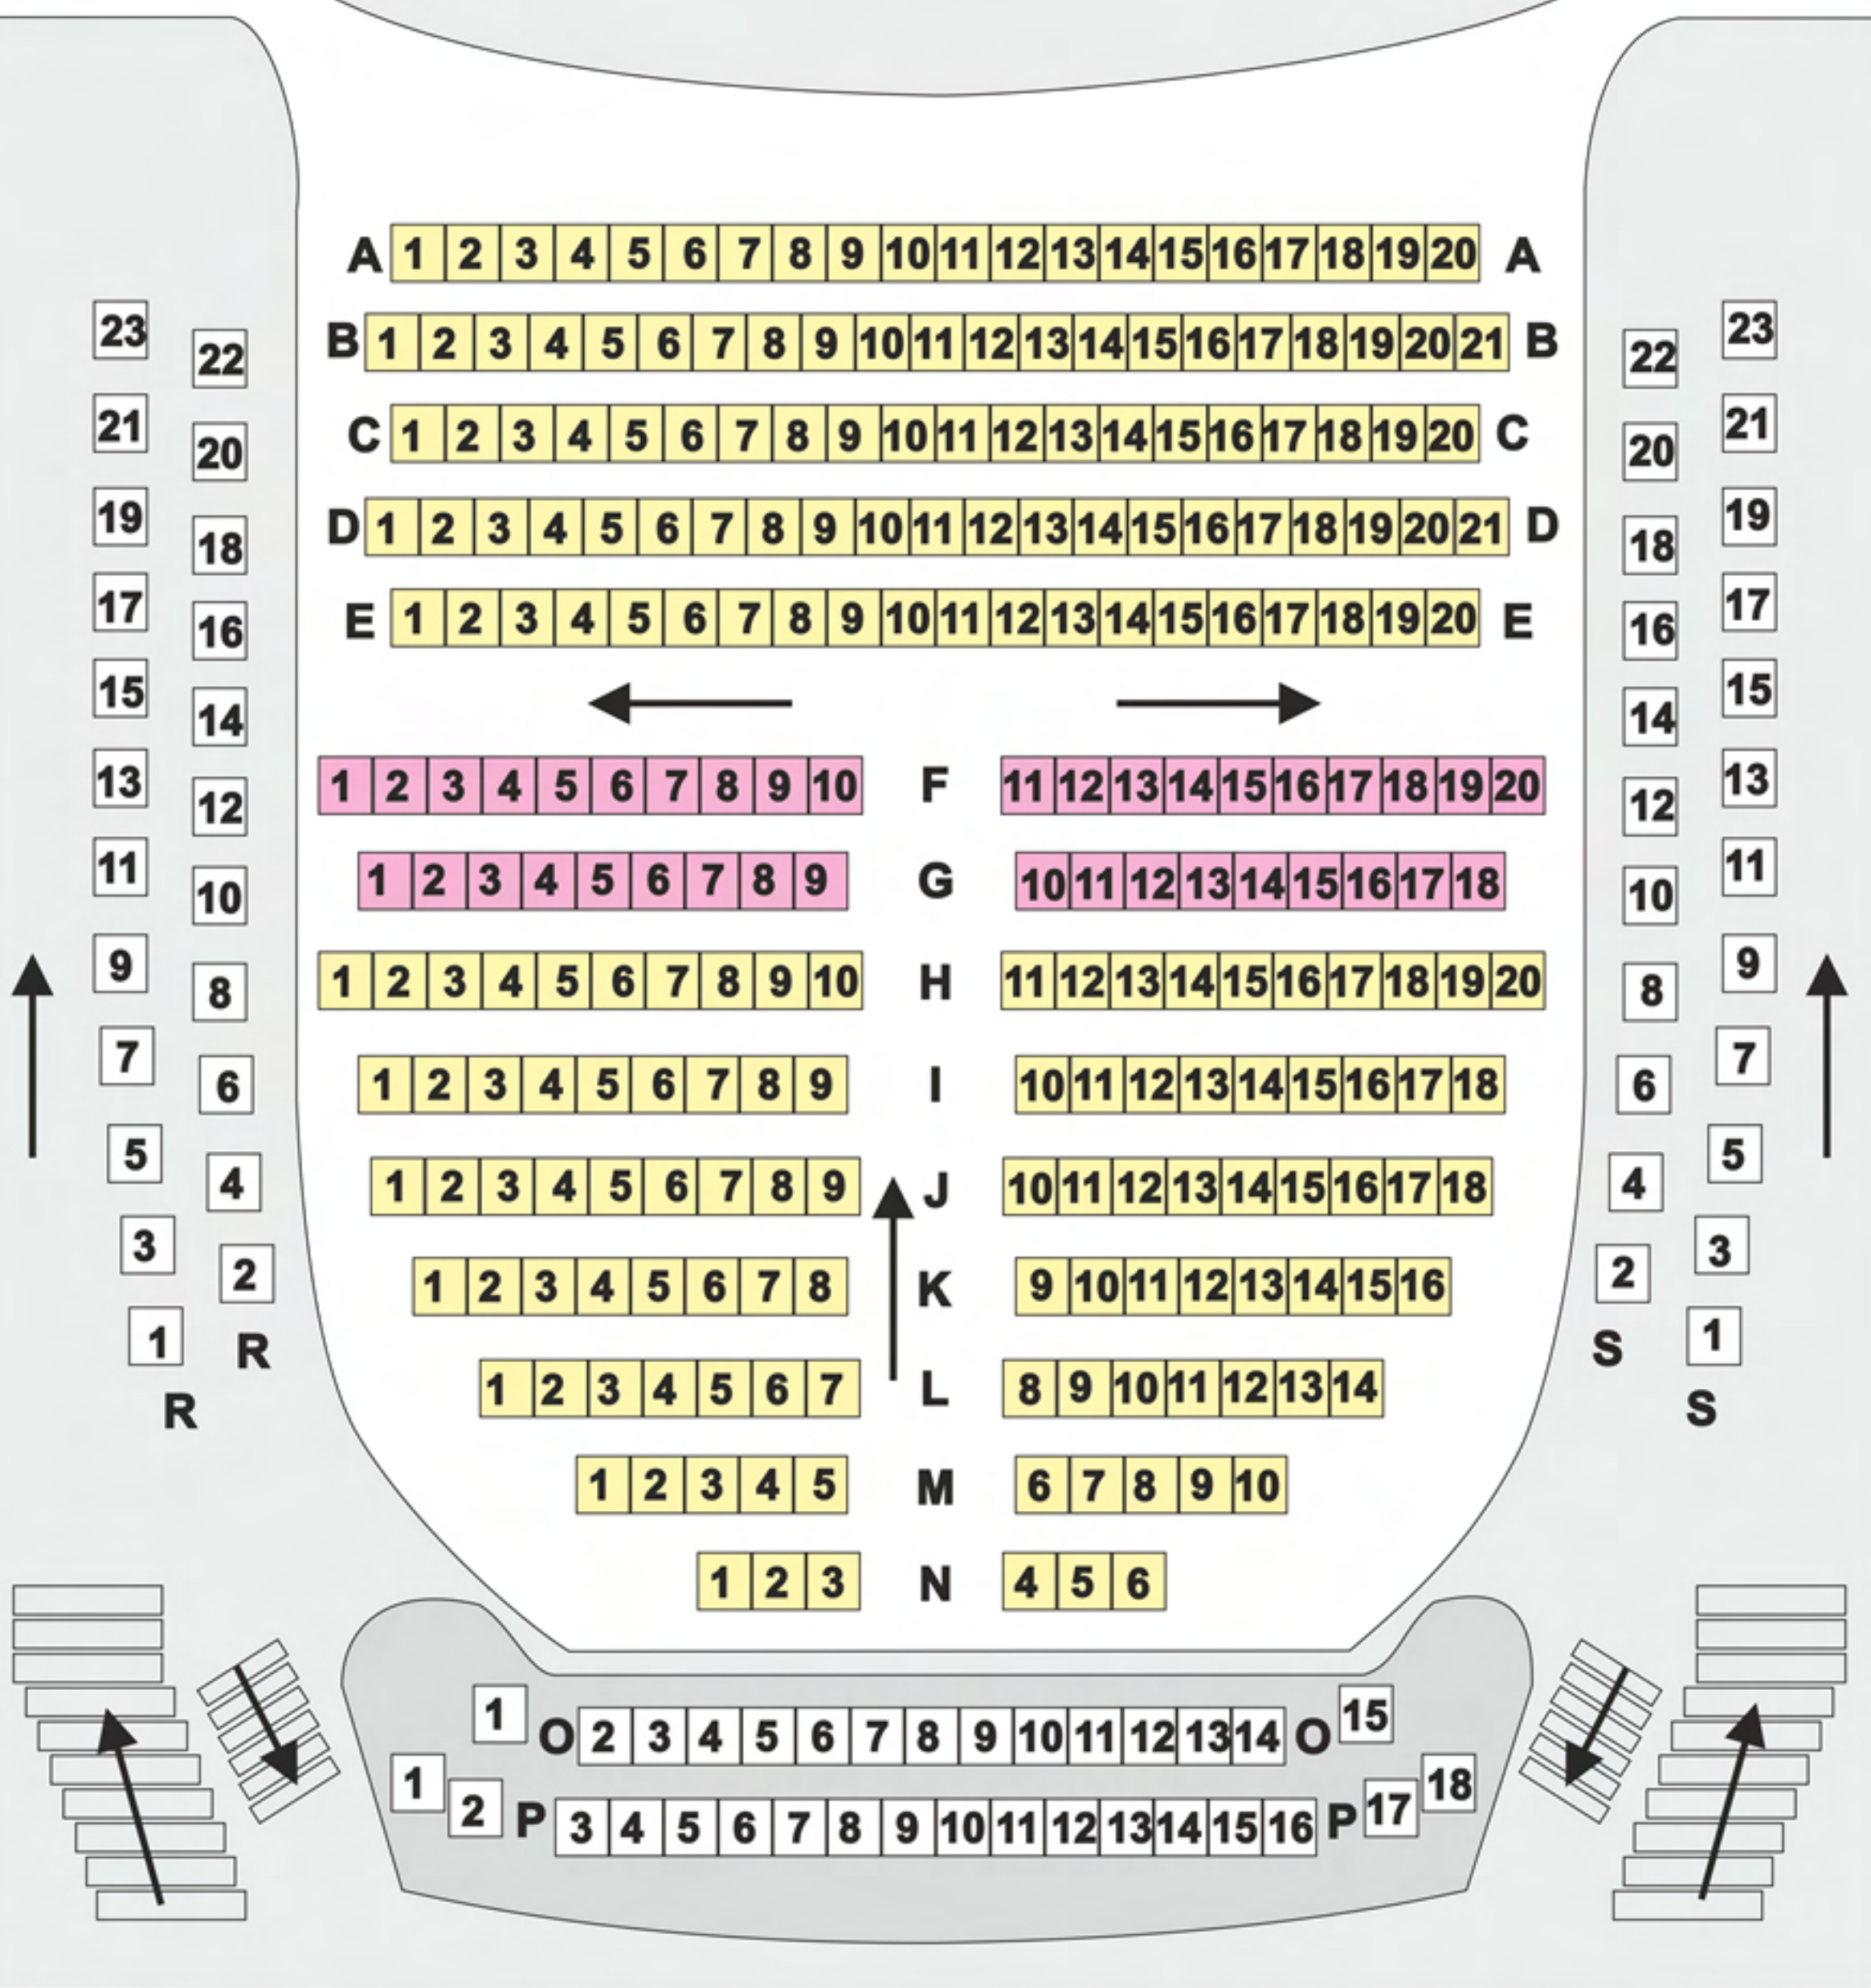 A 1 2 3 4 5 6 7 8 9 10 11 12 13 14 15 16 17 18 19 20 A
B 1 2 3 4 5 6 7 8 9 10 11 12 13 14 15 16 17 18 19 20 21 B
C 1 2 3 4 5 6 7 8 9 10 11 12 13 14 15 16 17 18 19 20 C
D 1 2 3 4 5 6 7 8 9 10 11 12 13 14 15 16 17 18 19 20 21 D
E 1 2 3 4 5 6 7 8 9 10 11 12 13 14 15 16 17 18 19 20 E
1 2 3 4 5 6 7 8 9 10 F 11 12 13 14 15 16 17 18 19 20
1 2 3 4 5 6 7 8 9 G 10 11 12 13 14 15 16 17 18
1 2 3 4 5 6 7 8 9 10 H 11 12 13 14 15 16 17 18 19 20
1 2 3 4 5 6 7 8 9 I 10 11 12 13 14 15 16 17 18
1 2 3 4 5 6 7 8 9 J 10 11 12 13 14 15 16 17 18
1 2 3 4 5 6 7 8 K 9 10 11 12 13 14 15 16
1 2 3 4 5 6 7 L 8 9 10 11 12 13 14
1 2 3 4 5 M 6 7 8 9 10
1 2 3 N 4 5 6
1 O 2 3 4 5 6 7 8 9 10 11 12 13 14 O 15
1 2 P 3 4 5 6 7 8 9 10 11 12 13 14 15 16 P 17 18
23
22
21
20
19
18
17
16
15
14
13
12
11
10
9
8
7
6
5
4
3
2
1
R
R
23
22
21
20
19
18
17
16
15
14
13
12
11
10
9
8
7
6
5
4
3
2
1
S
S